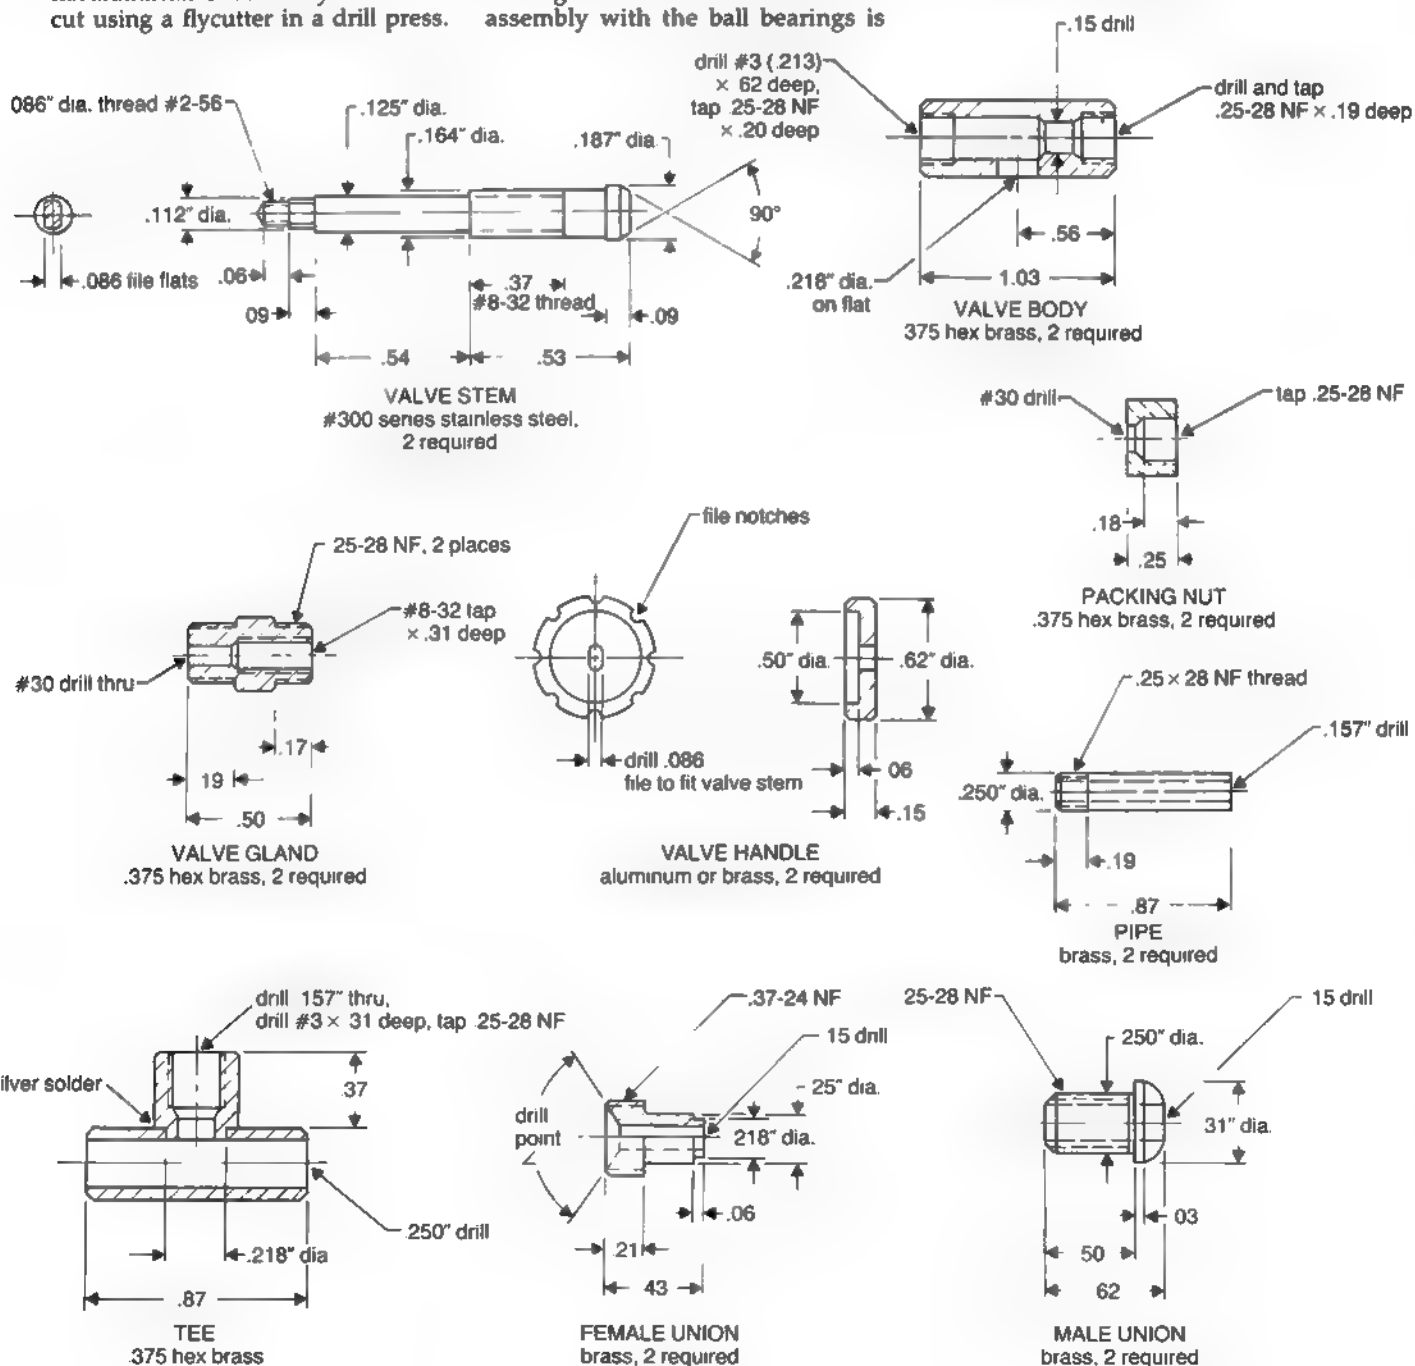 cut using a flycutter in a drill press.
assembly with the ball bearings is
086" dia. thread #2-56
.125" dia.
.164" dia.
.187" dia
.112" dia.
90°
.086 file flats
.06
09
.37
#8-32 thread
.09
.54
.53
VALVE STEM
#300 series stainless steel,
2 required
drill #3 (.213)
× 62 deep,
tap 25-28 NF
× .20 deep
.15 drill
drill and tap
.25-28 NF × .19 deep
.56
.218" dia.
on flat
1.03
VALVE BODY
375 hex brass, 2 required
#30 drill
tap .25-28 NF
.18
.25
PACKING NUT
.375 hex brass, 2 required
25-28 NF, 2 places
#8-32 tap
× .31 deep
#30 drill thru
.17
19
.50
VALVE GLAND
.375 hex brass, 2 required
file notches
.50" dia.
.62" dia.
drill .086
file to fit valve stem
06
.15
VALVE HANDLE
aluminum or brass, 2 required
.25 × 28 NF thread
.157" drill
.250" dia.
.19
.87
PIPE
brass, 2 required
drill 157" thru,
drill #3 × 31 deep, tap 25-28 NF
ilver solder
37
.250" drill
.218" dia
.87
TEE
375 hex brass
.37-24 NF
15 drill
25" dia.
drill
point
218" dia.
.06
.21
43
FEMALE UNION
brass, 2 required
25-28 NF
15 drill
250" dia.
31" dia.
03
50
62
MALE UNION
brass, 2 required